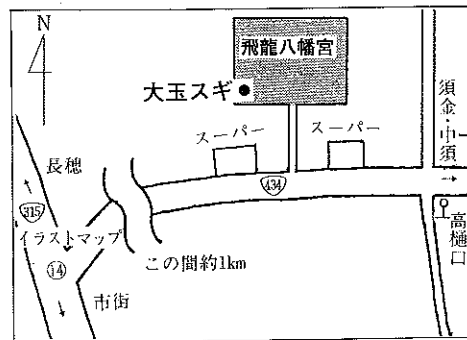 N
飛龍八幡宮
大玉スギ
スーパー
スーパー
須金・中須
長穂
434
315
イラストマップ
14
この間約1km
高樋口
市街